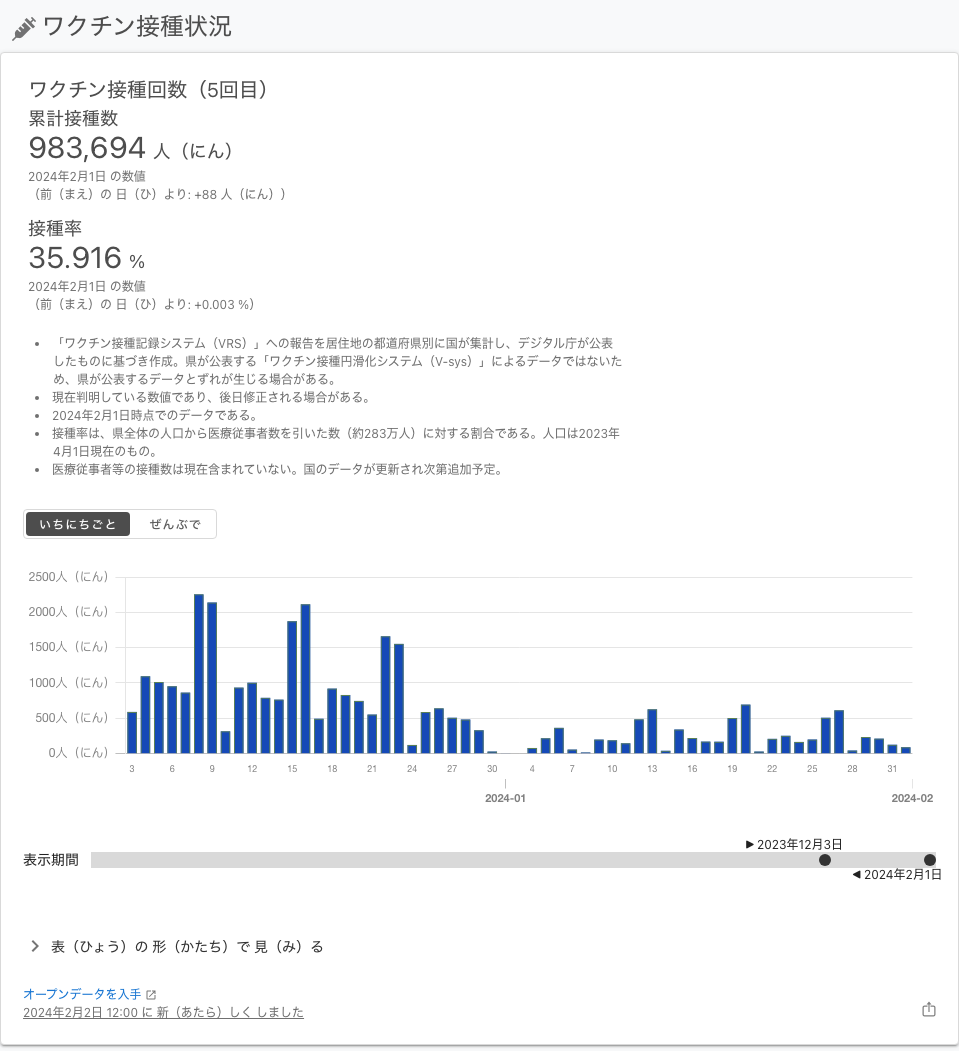 ワクチン接種状況
ワクチン接種回数（5回目）
累計接種数
983,694 人（にん）
2024年2月1日 の数値
（前（まえ）の 日（ひ）より: +88 人（にん））
接種率
35.916 %
2024年2月1日 の数値
（前（まえ）の 日（ひ）より: +0.003 %）
• 「ワクチン接種記録システム（VRS）」への報告を居住地の都道府県別に国が集計し、デジタル庁が公表
したものに基づき作成。県が公表する「ワクチン接種円滑化システム（V-sys）」によるデータではないた
め、県が公表するデータとずれが生じる場合がある。
• 現在判明している数値であり、後日修正される場合がある。
• 2024年2月1日時点でのデータである。
• 接種率は、県全体の人口から医療従事者数を引いた数（約283万人）に対する割合である。人口は2023年
4月1日現在のもの。
• 医療従事者等の接種数は現在含まれていない。国のデータが更新され次第追加予定。
いちにちごと ぜんぶで
2500人（にん）
2000人（にん）
1500人（にん）
1000人（にん）
500人（にん）
0人（にん）
3 6 9 12 15 18 21 24 27 30 4 7 10 13 16 19 22 25 28 31
2024-01 2024-02
▶ 2023年12月3日
表示期間
◀ 2024年2月1日
表（ひょう）の 形（かたち）で 見（み）る
オープンデータを入手
2024年2月2日 12:00 に 新（あたら）しく しました